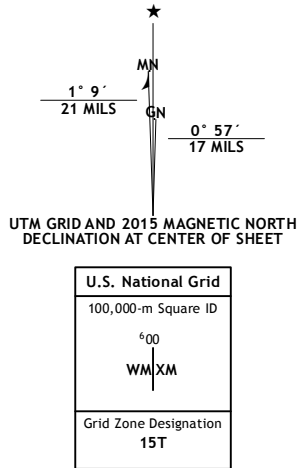 ★
MN
1° 9´
21 MILS
GN
0° 57´
17 MILS
UTM GRID AND 2015 MAGNETIC NORTH
DECLINATION AT CENTER OF SHEET
U.S. National Grid
100,000-m Square ID
⁶00
WM XM
Grid Zone Designation
15T